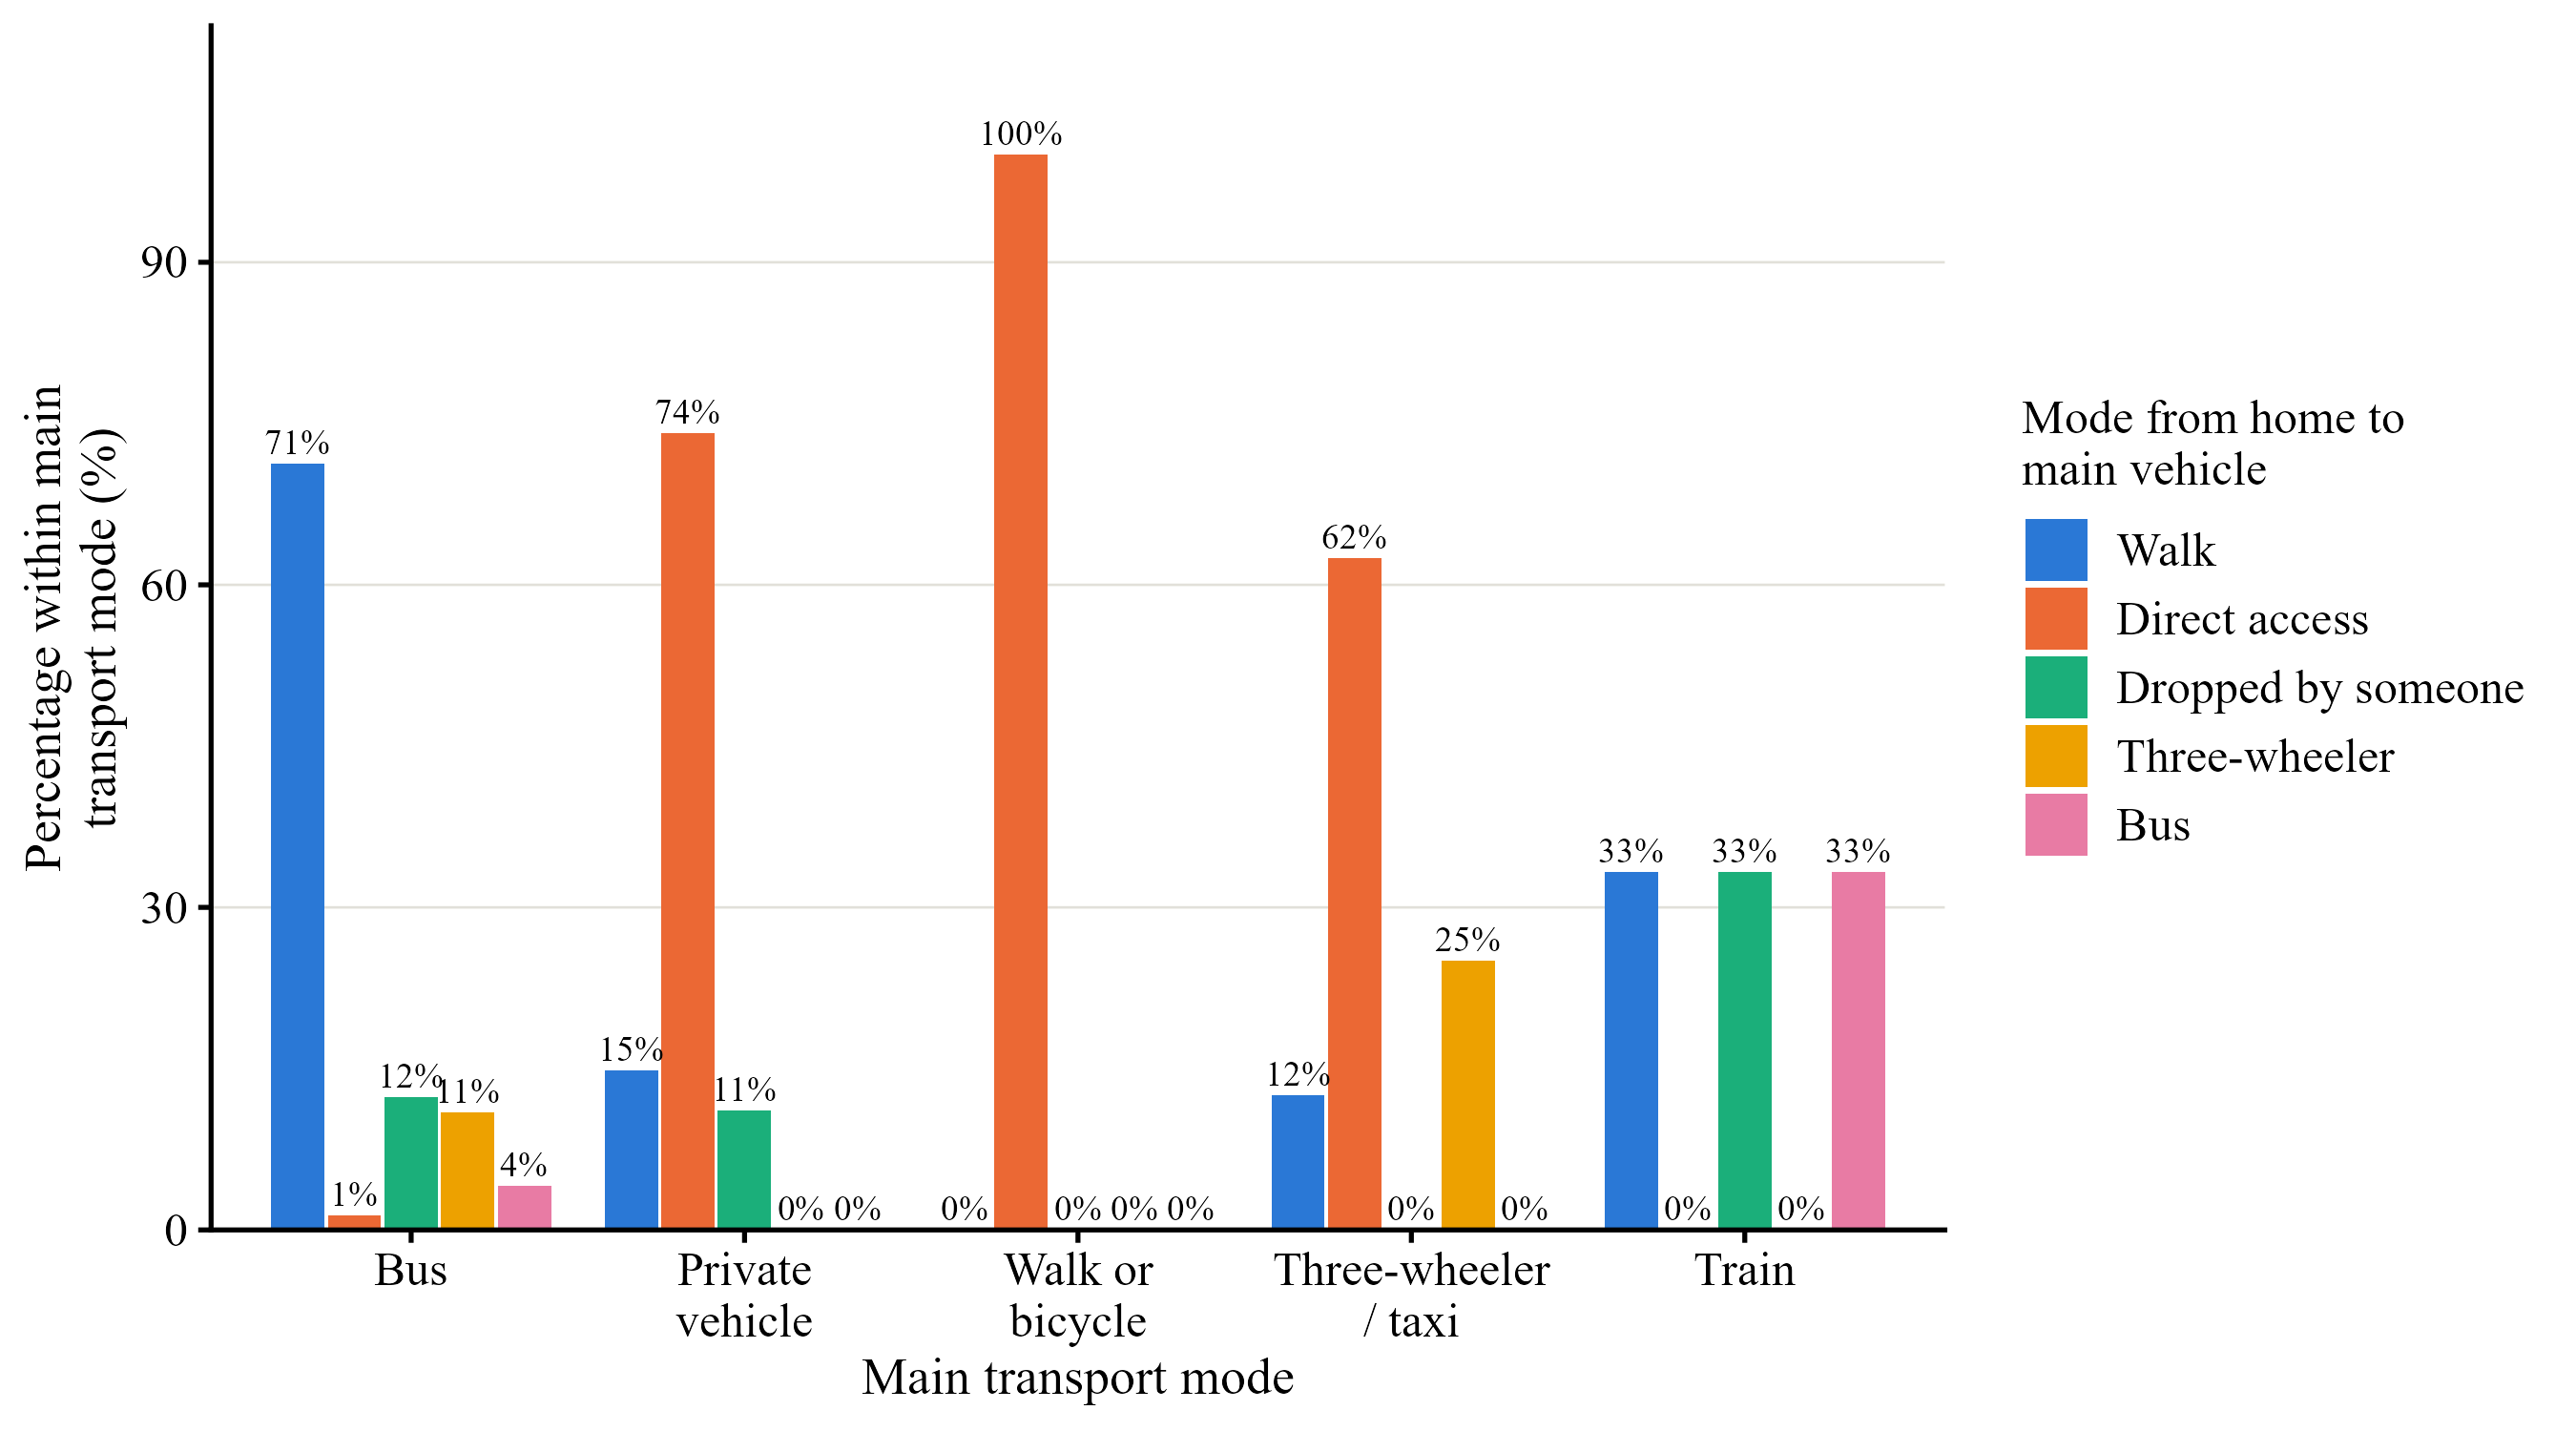 100%
90
74%
71%
62%
60
33% 33% 33%
30
25%
15%
12%
12%
11%
11%
4%
1%
0% 0% 0% 0% 0% 0% 0% 0% 0% 0%
0
Bus
Private
vehicle
Walk or
bicycle
Three-wheeler
/ taxi
Train
Main transport mode
Percentage within main
transport mode (%)
Mode from home to
main vehicle
Walk
Direct access
Dropped by someone
Three-wheeler
Bus